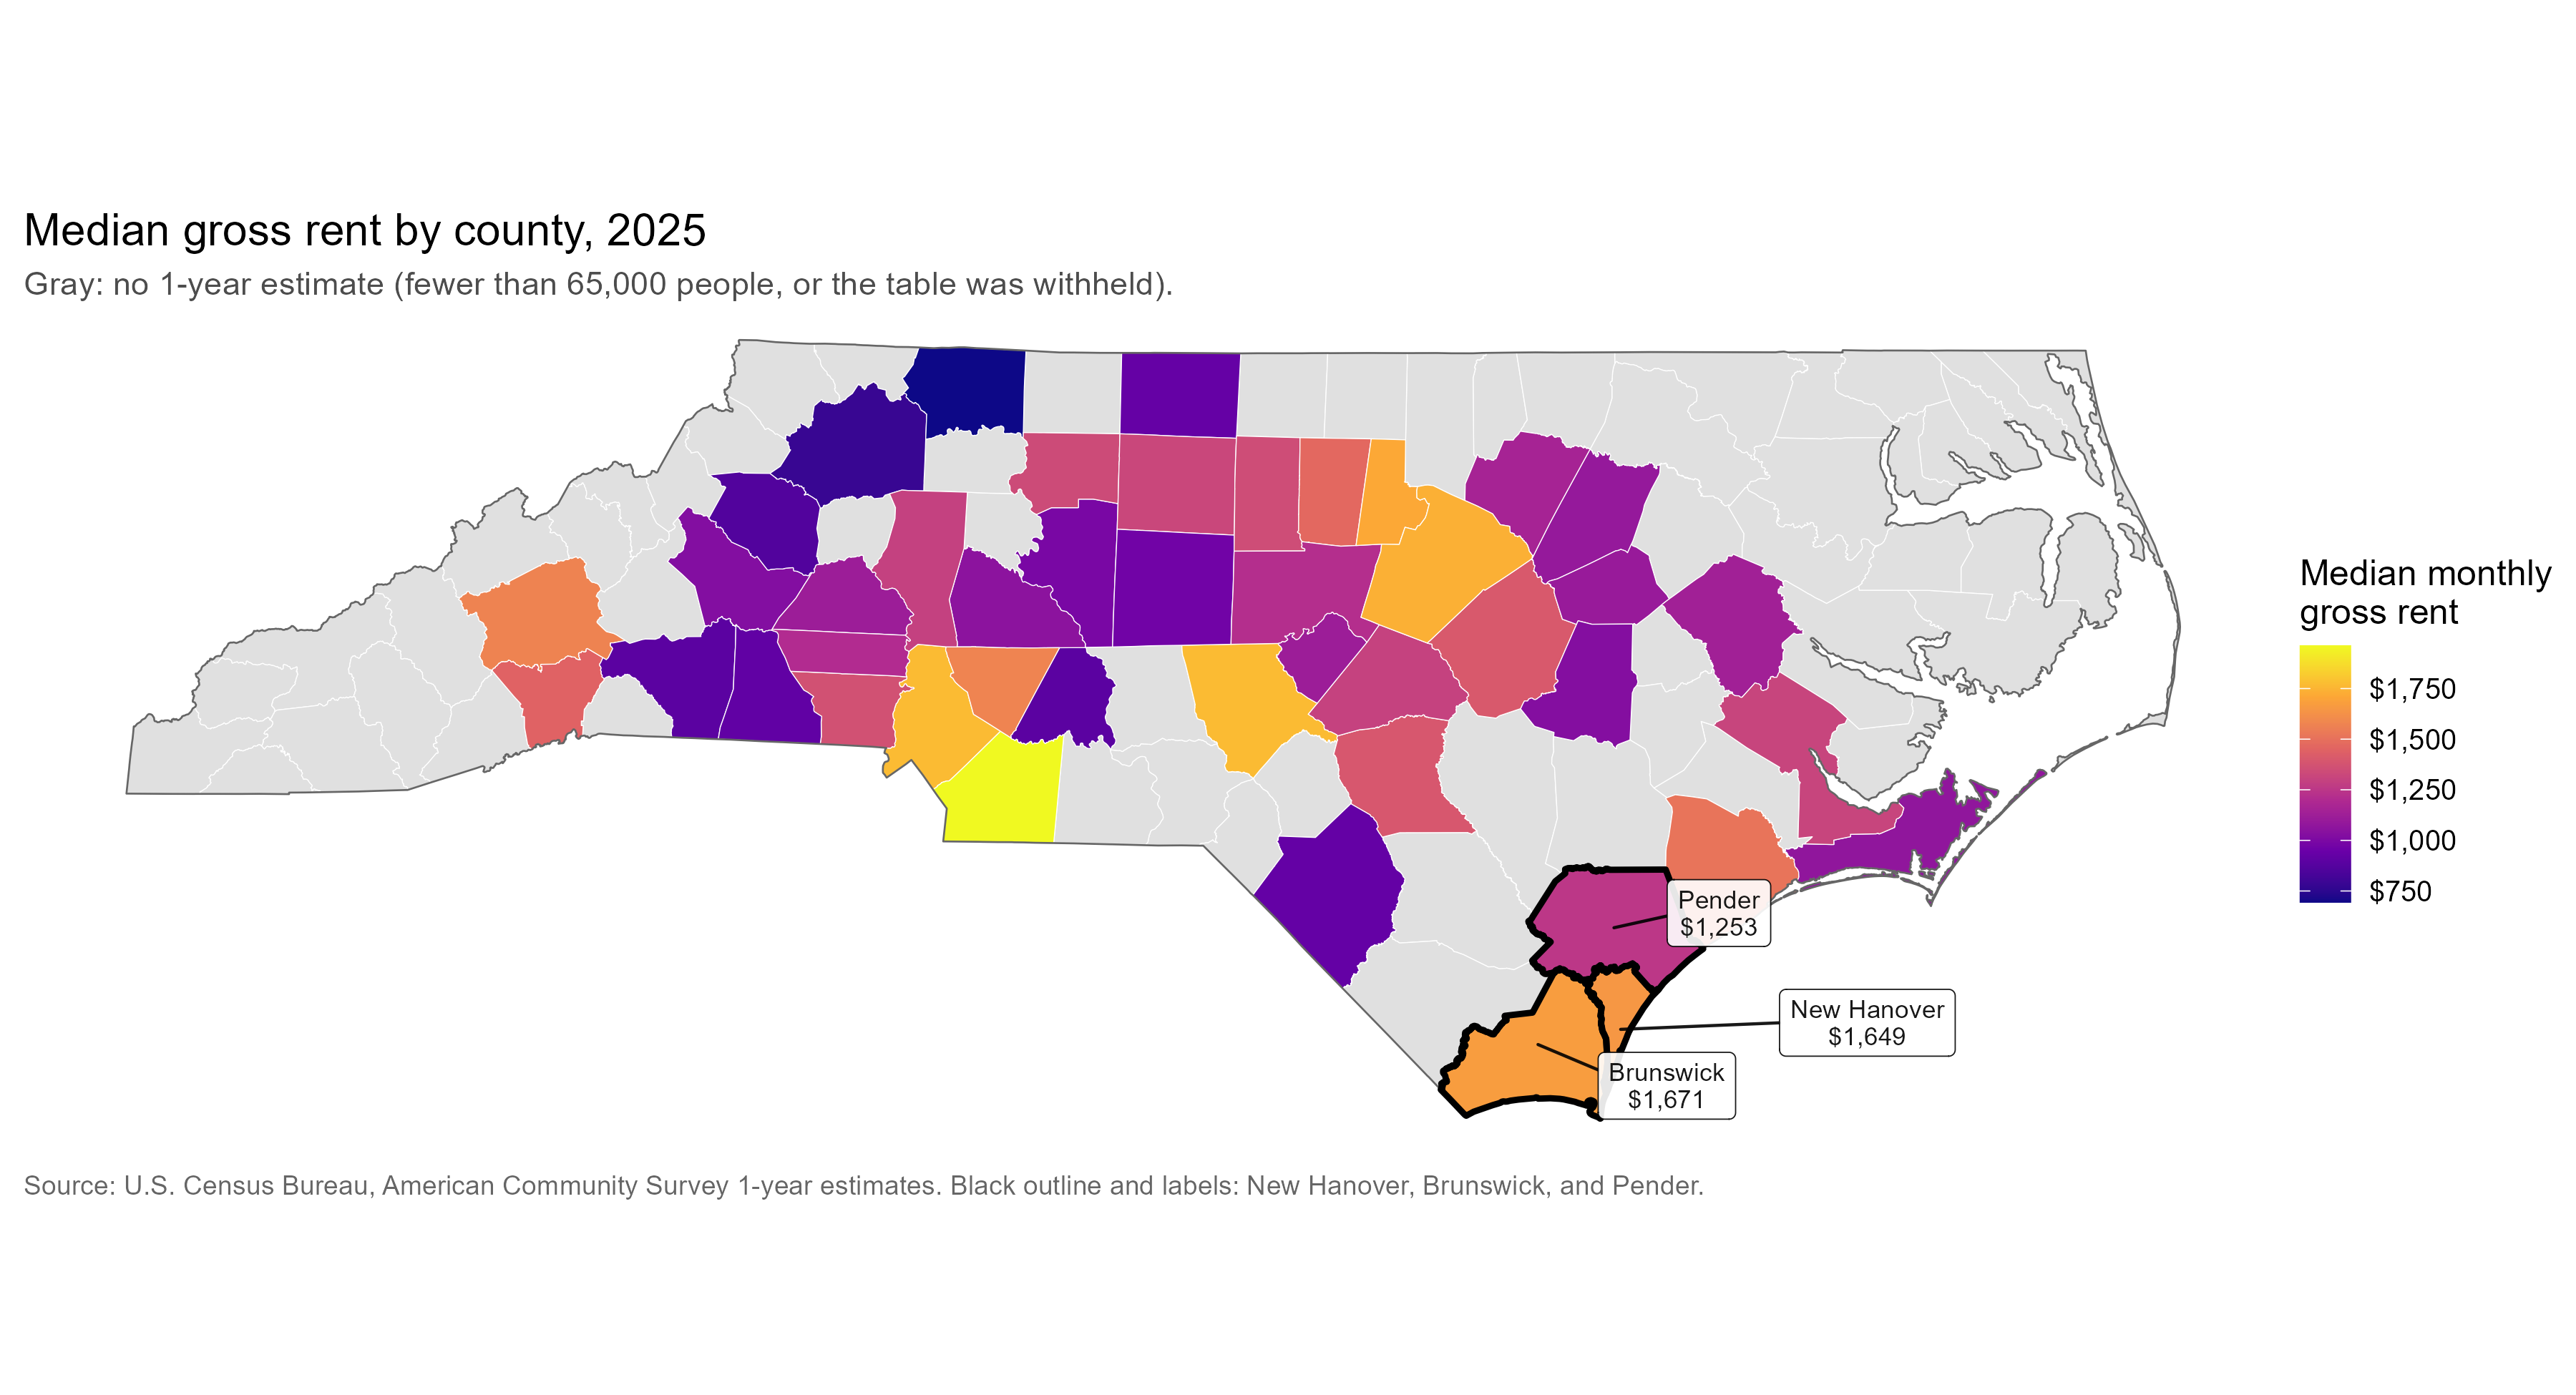 Median gross rent by county, 2025
Gray: no 1-year estimate (fewer than 65,000 people, or the table was withheld).
Median monthly
gross rent
$1,750
$1,500
$1,250
$1,000
$750
Pender
$1,253
New Hanover
$1,649
Brunswick
$1,671
Source: U.S. Census Bureau, American Community Survey 1-year estimates. Black outline and labels: New Hanover, Brunswick, and Pender.